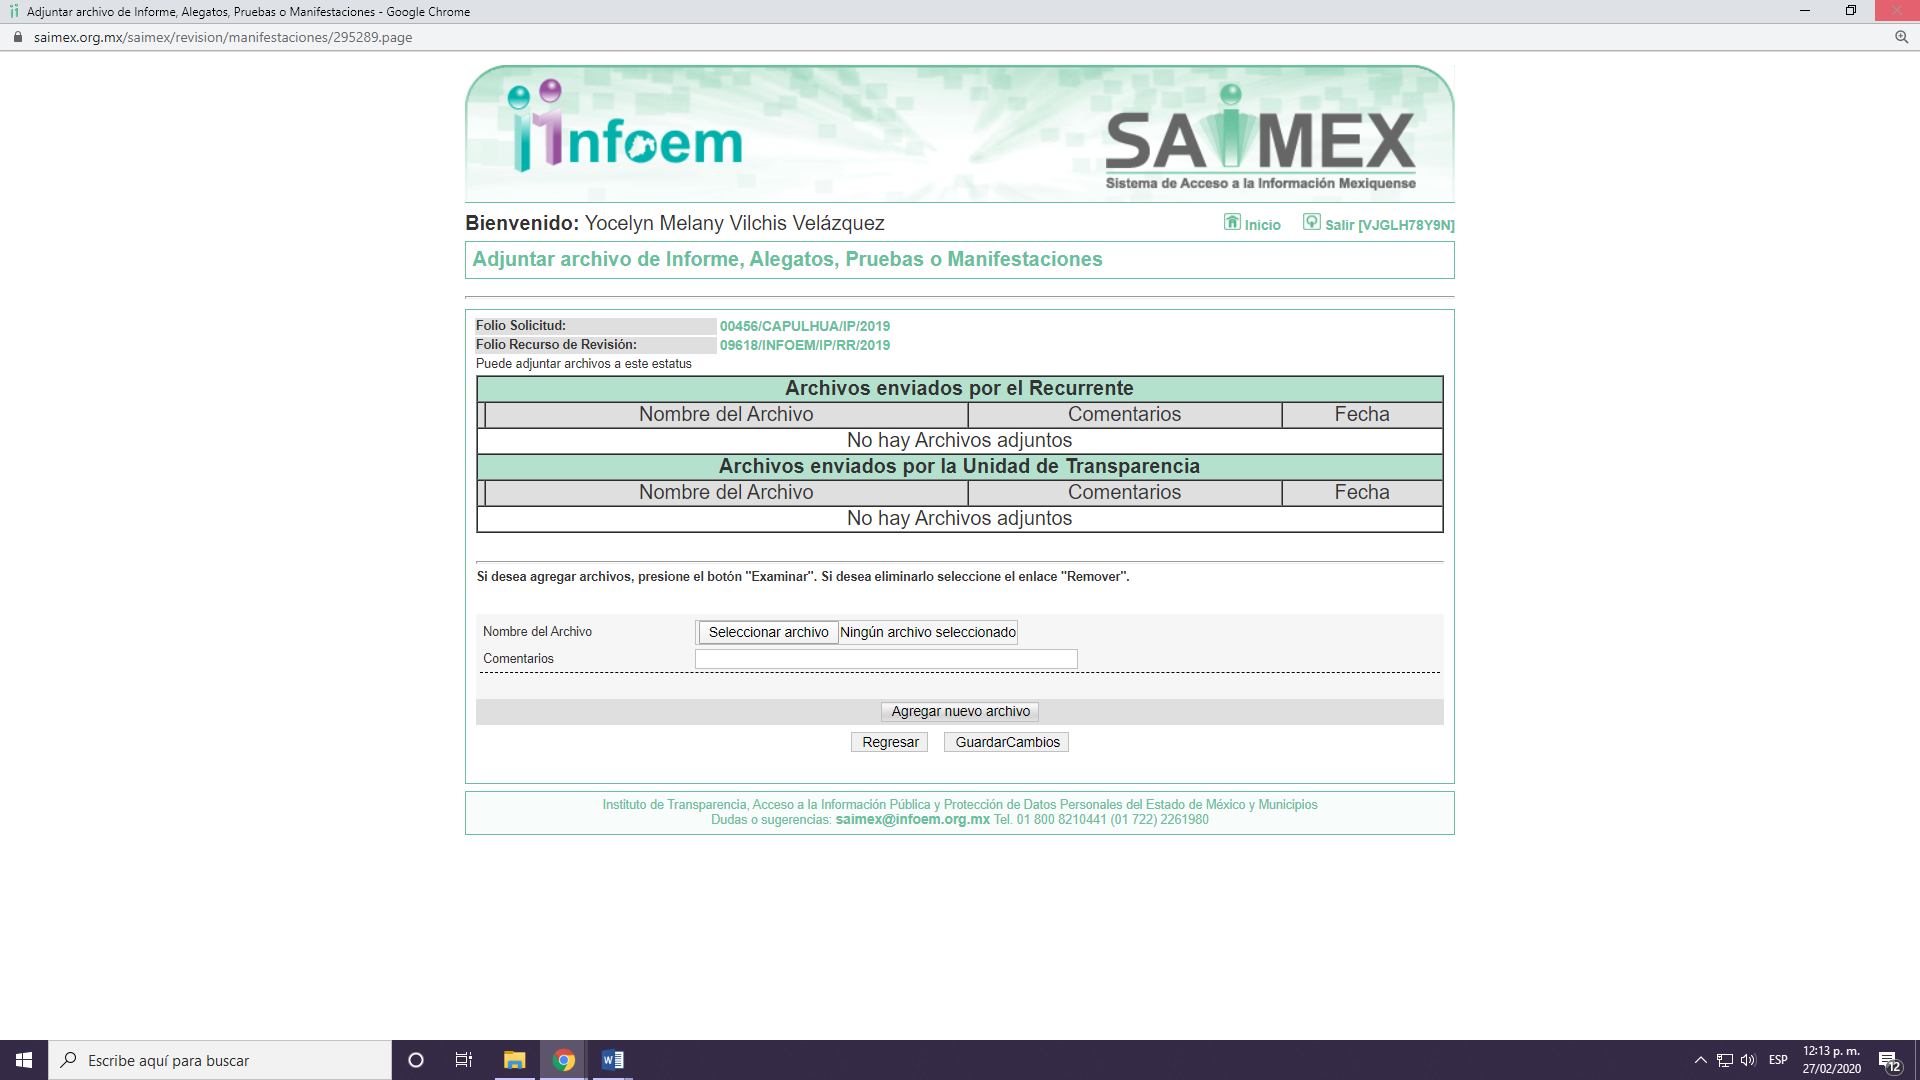 Adjuntar archivo de Informe, Alegatos, Pruebas o Manifestaciones - Google Chrome
saimex.org.mx/saimex/revision/manifestaciones/295289.page
infoem
SAIMEX
Sistema de Acceso a la Información Mexiquense
Bienvenido: Yocelyn Melany Vilchis Velázquez
Inicio Salir [VJGLH78Y9N]
Adjuntar archivo de Informe, Alegatos, Pruebas o Manifestaciones
Folio Solicitud: 00456/CAPULHUA/IP/2019
Folio Recurso de Revisión: 09618/INFOEM/IP/RR/2019
Puede adjuntar archivos a este estatus
Archivos enviados por el Recurrente
Nombre del Archivo Comentarios Fecha
No hay Archivos adjuntos
Archivos enviados por la Unidad de Transparencia
Nombre del Archivo Comentarios Fecha
No hay Archivos adjuntos
Si desea agregar archivos, presione el botón "Examinar". Si desea eliminarlo seleccione el enlace "Remover".
Nombre del Archivo Seleccionar archivo Ningún archivo seleccionado
Comentarios
Agregar nuevo archivo
Regresar GuardarCambios
Instituto de Transparencia, Acceso a la Información Pública y Protección de Datos Personales del Estado de México y Municipios
Dudas o sugerencias: saimex@infoem.org.mx Tel. 01 800 8210441 (01 722) 2261980
Escribe aquí para buscar
ESP
12:13 p. m.
27/02/2020
12